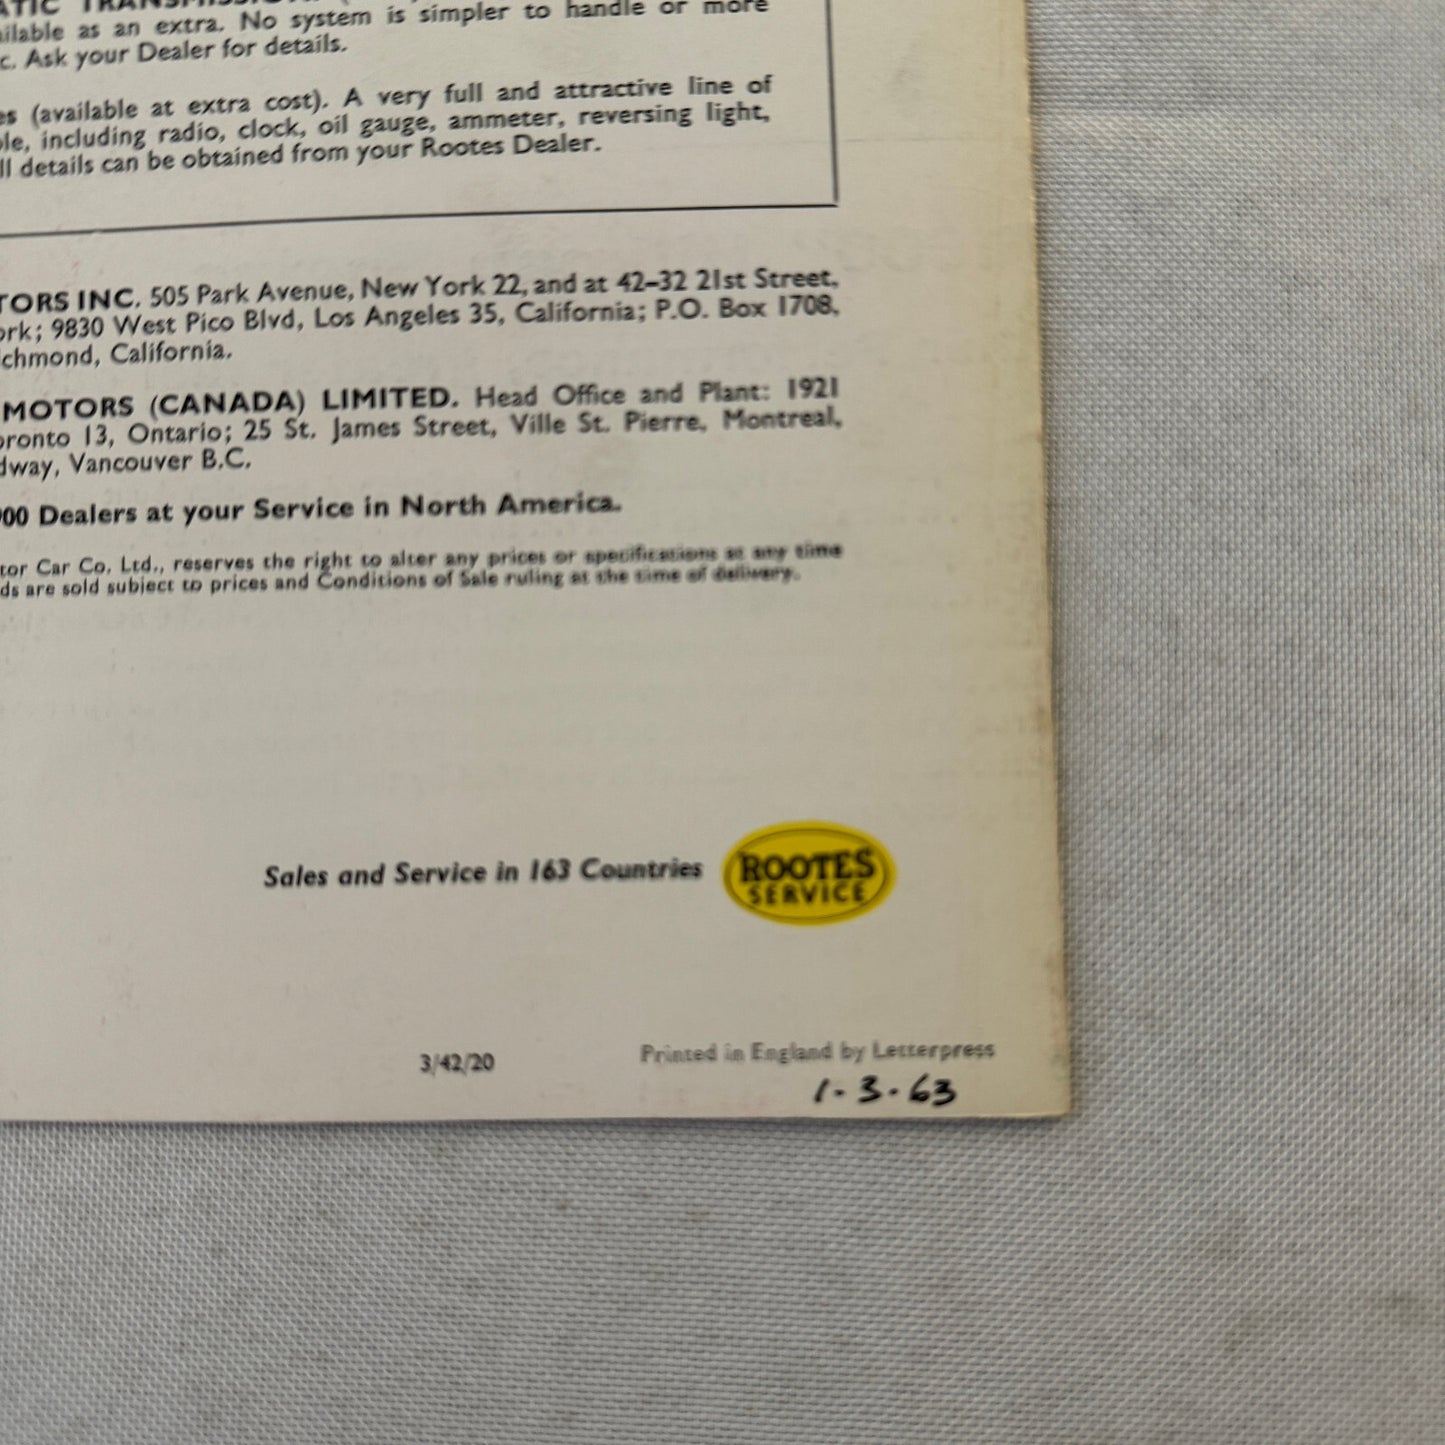 No system is simpler to handle or more
ilable as an extra.
c. Ask your Dealer for details.
es (available at extra cost). A very full and attractive line of
ble, including radio, clock, oil gauge, ammeter, reversing light,
ll details can be obtained from your Rootes Dealer.
TORS INC. 505 Park Avenue, New York 22, and at 42–32 21st Street,
ork; 9830 West Pico Blvd, Los Angeles 35, California; P.O. Box 1708,
ichmond, California.
MOTORS (CANADA) LIMITED. Head Office and Plant: 1921
oronto 13, Ontario; 25 St. James Street, Ville St. Pierre, Montreal,
dway, Vancouver B.C.
00 Dealers at your Service in North America.
tor Car Co. Ltd., reserves the right to alter any prices or specifications at any time
ds are sold subject to prices and Conditions of Sale ruling at the time of delivery.
Sales and Service in 163 Countries
ROOTES
SERVICE
3/42/20
Printed in England by Letterpress
1-3-63